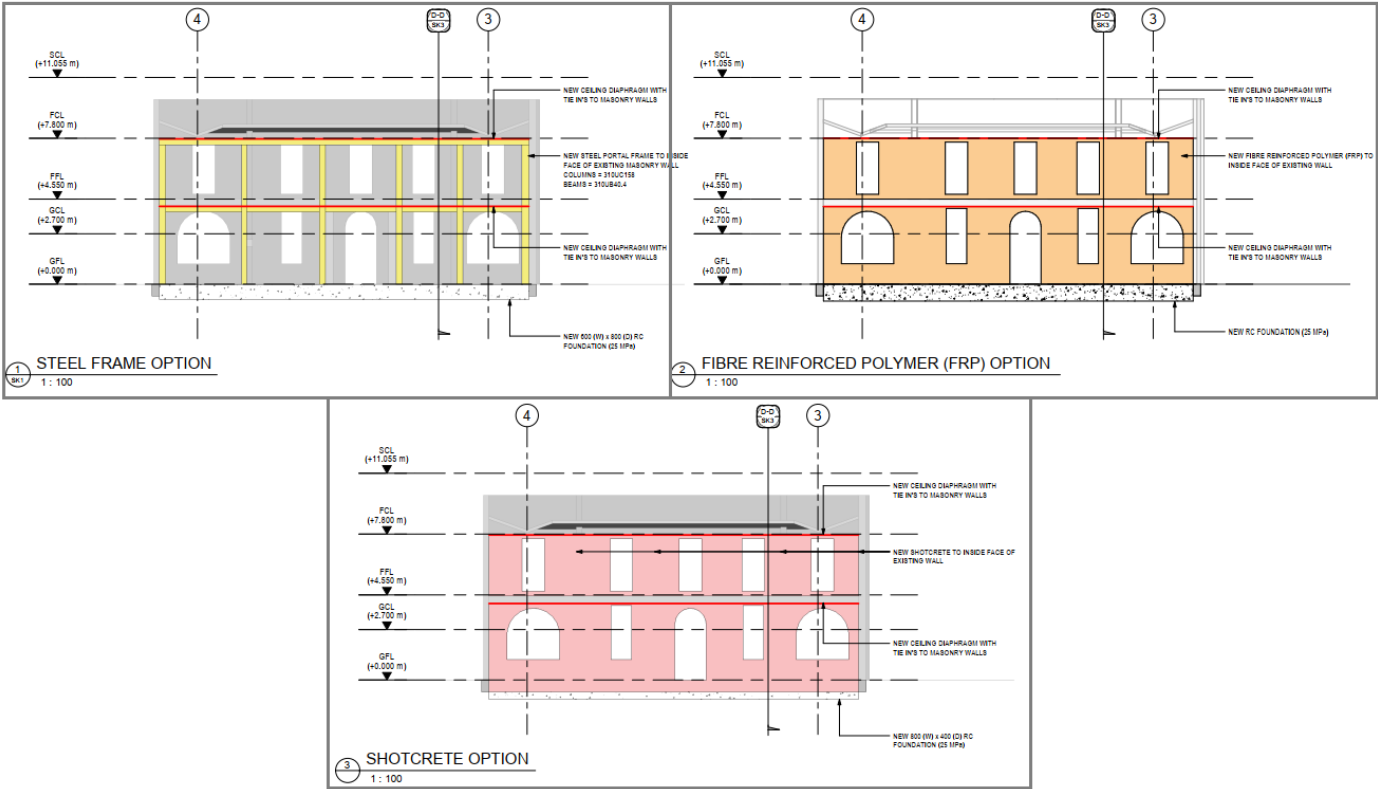 4
D-D
SK3
3
SCL
(+11.055 m)
NEW CEILING DIAPHRAGM WITH
TIE IN'S TO MASONRY WALLS
FCL
(+7.800 m)
NEW STEEL PORTAL FRAME TO INSIDE
FACE OF EXISTING MASONRY WALL
COLUMNS = 310UC158
BEAMS = 310UB40.4
FFL
(+4.550 m)
GCL
(+2.700 m)
NEW CEILING DIAPHRAGM WITH
TIE IN'S TO MASONRY WALLS
GFL
(+0.000 m)
NEW 600 (W) x 800 (D) RC
FOUNDATION (25 MPa)
1
SK1
STEEL FRAME OPTION
1 : 100
4
D-D
SK3
3
SCL
(+11.055 m)
NEW CEILING DIAPHRAGM WITH
TIE IN'S TO MASONRY WALLS
FCL
(+7.800 m)
NEW FIBRE REINFORCED POLYMER (FRP) TO
INSIDE FACE OF EXISTING WALL
FFL
(+4.550 m)
GCL
(+2.700 m)
NEW CEILING DIAPHRAGM WITH
TIE IN'S TO MASONRY WALLS
GFL
(+0.000 m)
NEW RC FOUNDATION (25 MPa)
2
FIBRE REINFORCED POLYMER (FRP) OPTION
1 : 100
4
D-D
SK3
3
SCL
(+11.055 m)
NEW CEILING DIAPHRAGM WITH
TIE IN'S TO MASONRY WALLS
FCL
(+7.800 m)
NEW SHOTCRETE TO INSIDE FACE OF
EXISTING WALL
FFL
(+4.550 m)
GCL
(+2.700 m)
NEW CEILING DIAPHRAGM WITH
TIE IN'S TO MASONRY WALLS
GFL
(+0.000 m)
NEW 800 (W) x 400 (D) RC
FOUNDATION (25 MPa)
3
SHOTCRETE OPTION
1 : 100